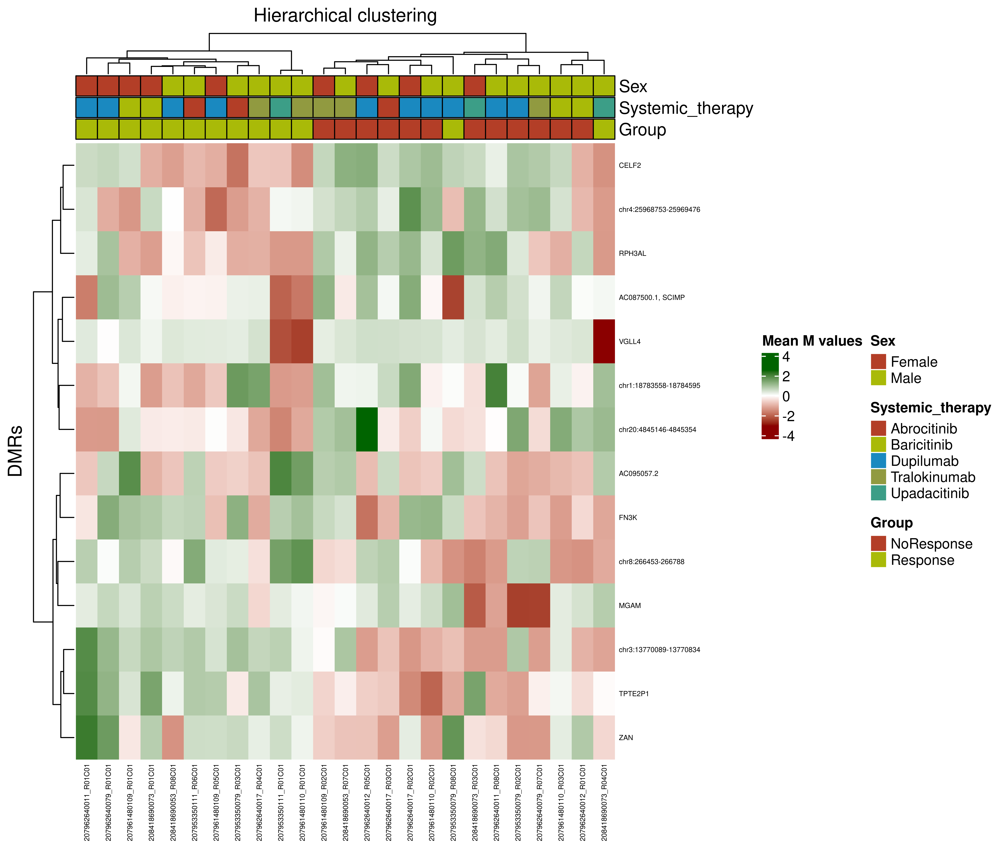 Hierarchical clustering
Sex
Systemic_therapy
Group
CELF2
chr4:25968753-25969476
RPH3AL
AC087500.1, SCIMP
VGLL4
chr1:18783558-18784595
chr20:4845146-4845354
AC095057.2
FN3K
chr8:266453-266788
MGAM
chr3:13770089-13770834
TPTE2P1
ZAN
DMRs
207962640011_R01C01
207962640079_R01C01
207961480109_R01C01
208418690073_R01C01
208418690053_R08C01
207953350111_R06C01
207961480109_R05C01
207953350079_R03C01
207962640017_R04C01
207953350111_R01C01
207961480110_R01C01
207961480109_R02C01
208418690053_R07C01
207962640012_R05C01
207962640017_R03C01
207962640017_R02C01
207961480110_R02C01
207953350079_R08C01
208418690073_R03C01
207962640011_R08C01
207953350079_R02C01
207962640079_R07C01
207961480110_R03C01
207962640012_R01C01
208418690073_R04C01
Mean M values
4
2
0
-2
-4
Sex
Female
Male
Systemic_therapy
Abrocitinib
Baricitinib
Dupilumab
Tralokinumab
Upadacitinib
Group
NoResponse
Response